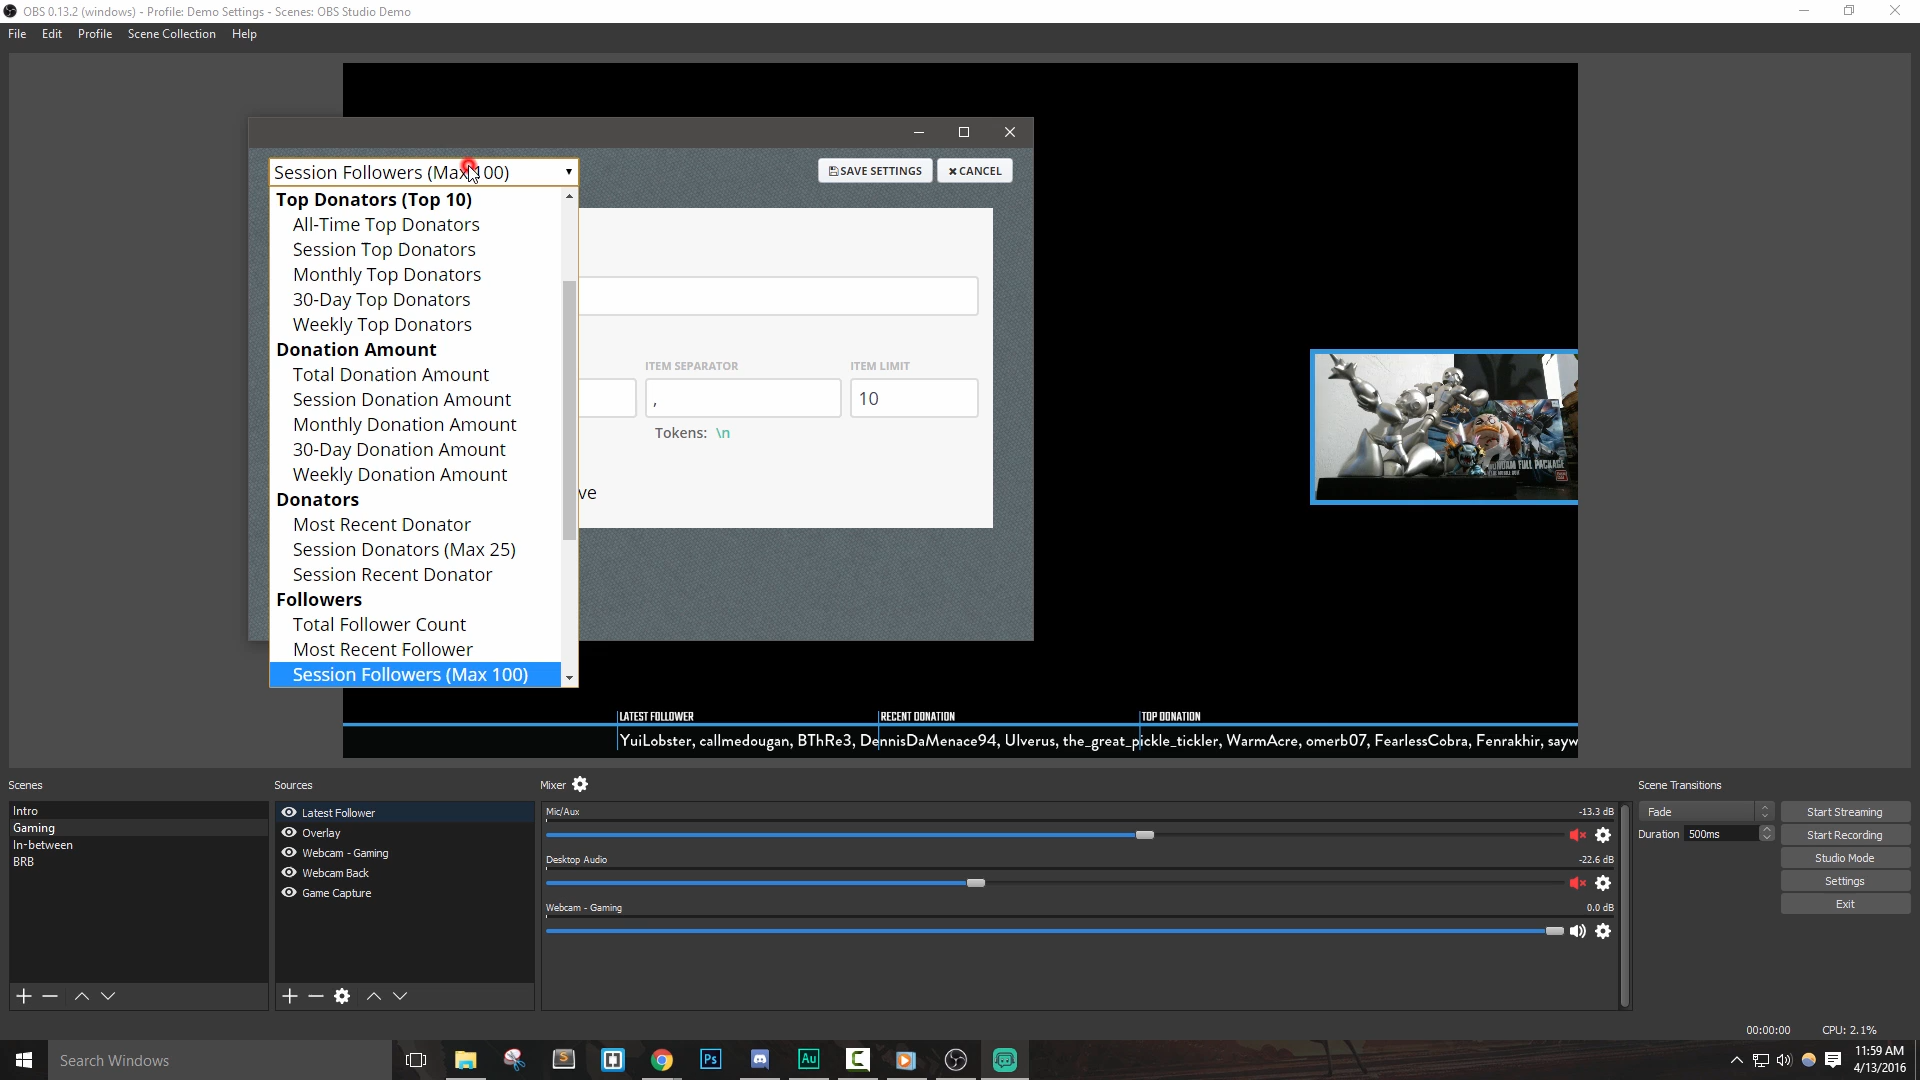 OBS 0.13.2 (windows) - Profile: Demo Settings - Scenes: OBS Studio Demo
File Edit Profile Scene Collection Help
Session Followers (Max 100)
SAVE SETTINGS CANCEL
Top Donators (Top 10)
All-Time Top Donators
Session Top Donators
Monthly Top Donators
30-Day Top Donators
Weekly Top Donators
Donation Amount
Total Donation Amount
Session Donation Amount
Monthly Donation Amount
30-Day Donation Amount
Weekly Donation Amount
Donators
Most Recent Donator
Session Donators (Max 25)
Session Recent Donator
Followers
Total Follower Count
Most Recent Follower
Session Followers (Max 100)
ITEM SEPARATOR ITEM LIMIT
, 10
Tokens: \n
ve
GUNDAM FULL PACKAGE
LATEST FOLLOWER RECENT DONATION TOP DONATION
YuiLobster, callmedougan, BThRe3, DennisDaMenace94, Ulverus, the_great_pickle_tickler, WarmAcre, omerb07, FearlessCobra, Fenrakhir, sayw
Scenes
Intro
Gaming
In-between
BRB
Sources
Latest Follower
Overlay
Webcam - Gaming
Webcam Back
Game Capture
Mixer
Mic/Aux -13.3 dB
Desktop Audio -22.6 dB
Webcam - Gaming 0.0 dB
Scene Transitions
Fade
Duration 500ms
Start Streaming
Start Recording
Studio Mode
Settings
Exit
00:00:00 CPU: 2.1%
Search Windows
S
Ps
Au
C
11:59 AM
4/13/2016